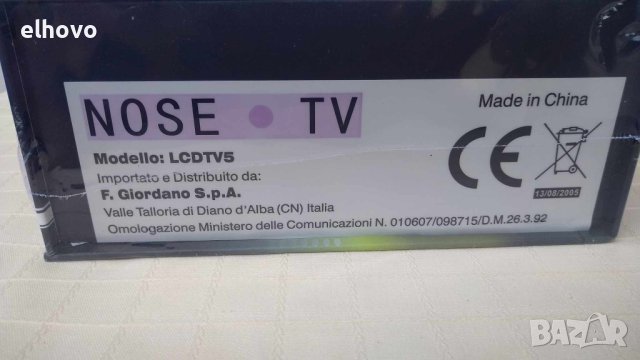 elhovo
NOSE • TV
Made in China
Modello: LCDTV5
CE
Importato e Distribuito da:
F. Giordano S.p.A.
13/08/2005
Valle Talloria di Diano d'Alba (CN) Italia
Omologazione Ministero delle Comunicazioni N. 010607/098715/D.M.26.3.92
BAZAR